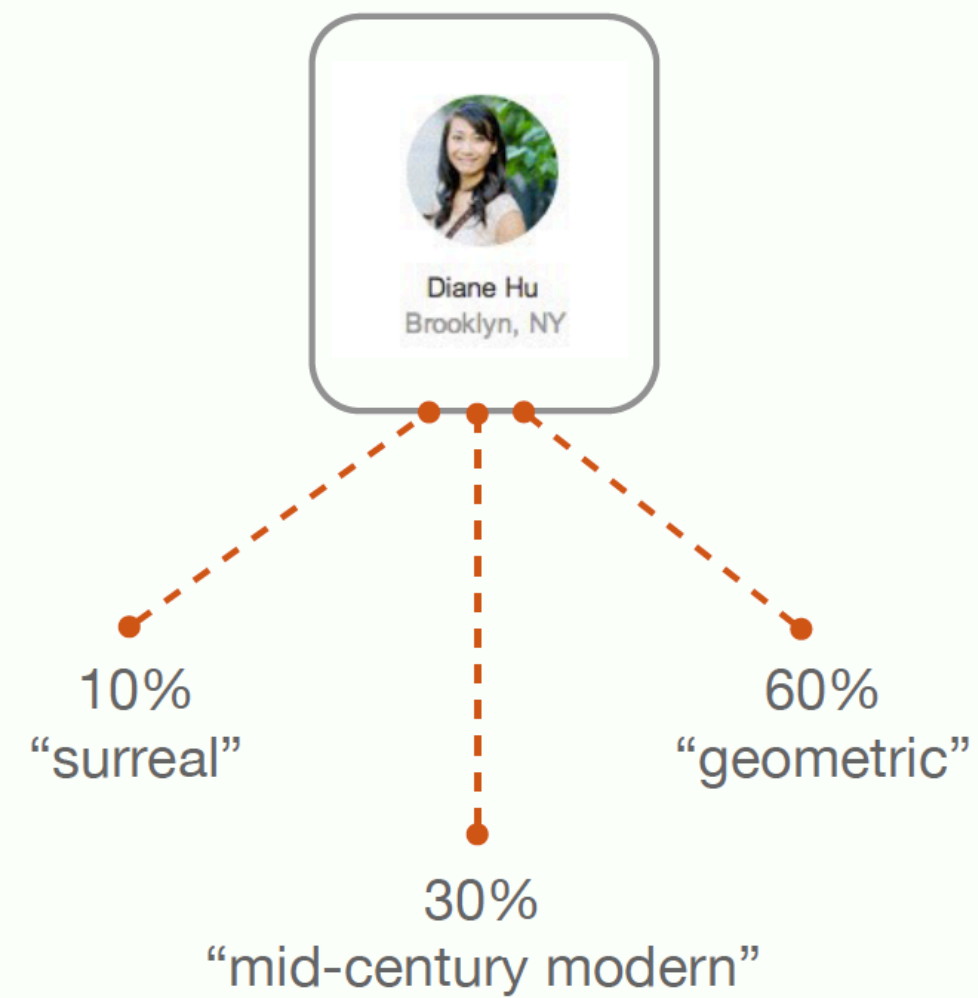 Diane Hu
Brooklyn, NY
10%
“surreal”
60%
“geometric”
30%
“mid-century modern”